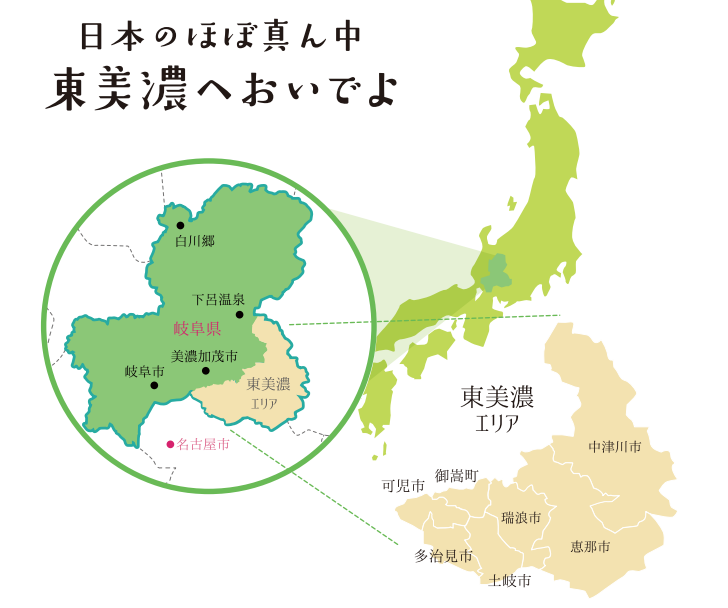 日本のほぼ真ん中
東美濃へおいでよ
白川郷
下呂温泉
岐阜県
美濃加茂市
岐阜市
東美濃
エリア
名古屋市
東美濃
エリア
中津川市
御嵩町
可児市
瑞浪市
恵那市
多治見市
土岐市